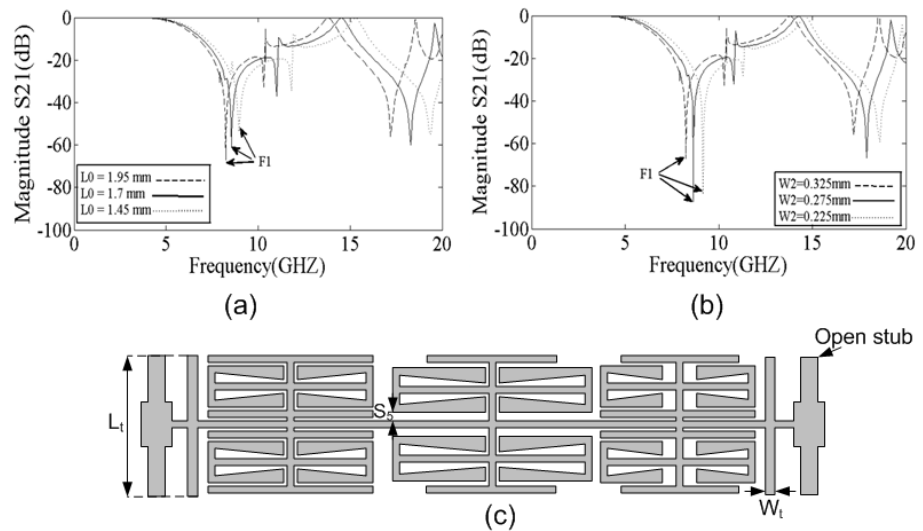 0
-20
-40
-60
-80
-100
Magnitude S21(dB)
F1
L0 = 1.95 mm
L0 = 1.7 mm
L0 = 1.45 mm
0
5
10
15
20
Frequency(GHZ)
(a)
0
-20
-40
-60
-80
-100
Magnitude S21(dB)
F1
W2=0.325mm
W2=0.275mm
W2=0.225mm
0
5
10
15
20
Frequency(GHZ)
(b)
Open stub
Lt
S5
Wt
(c)